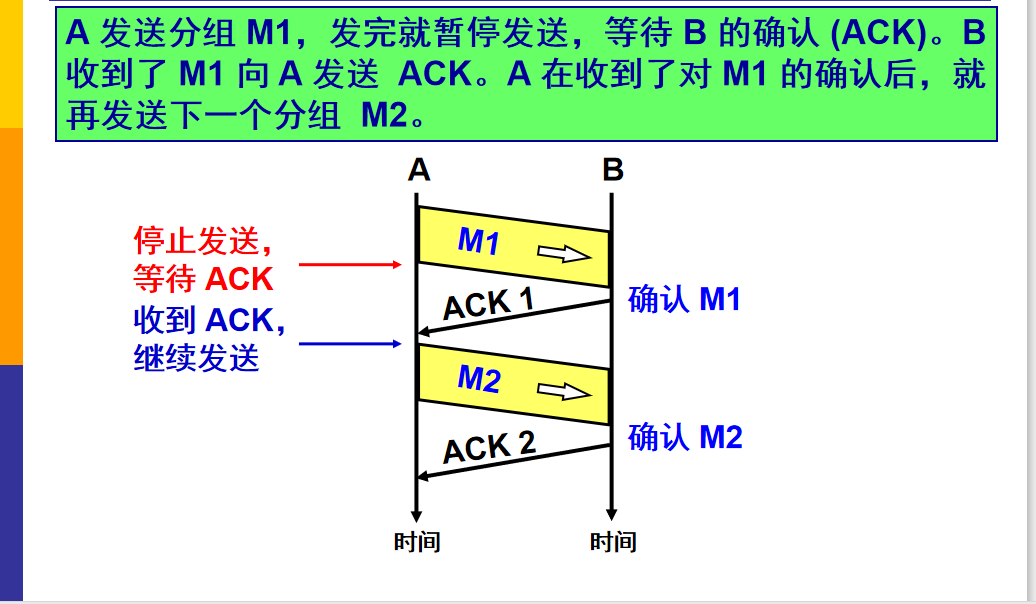 A 发送分组 M1，发完就暂停发送，等待 B 的确认 (ACK)。B
收到了 M1 向 A 发送 ACK。A 在收到了对 M1 的确认后，就
再发送下一个分组 M2。
A
B
停止发送，
等待 ACK
M1
ACK 1
确认 M1
收到 ACK，
继续发送
M2
ACK 2
确认 M2
时间
时间